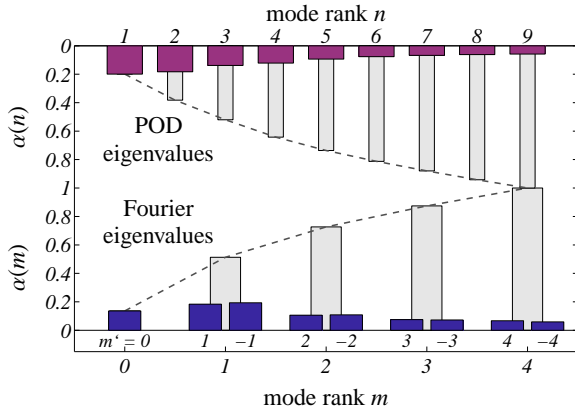 mode rank n
1 2 3 4 5 6 7 8 9
0
0.2
0.4
0.6
0.8
1
0.8
0.6
0.4
0.2
0
α(n)
α(m)
POD
eigenvalues
Fourier
eigenvalues
m‘ = 0 1 −1 2 −2 3 −3 4 −4
0 1 2 3 4
mode rank m